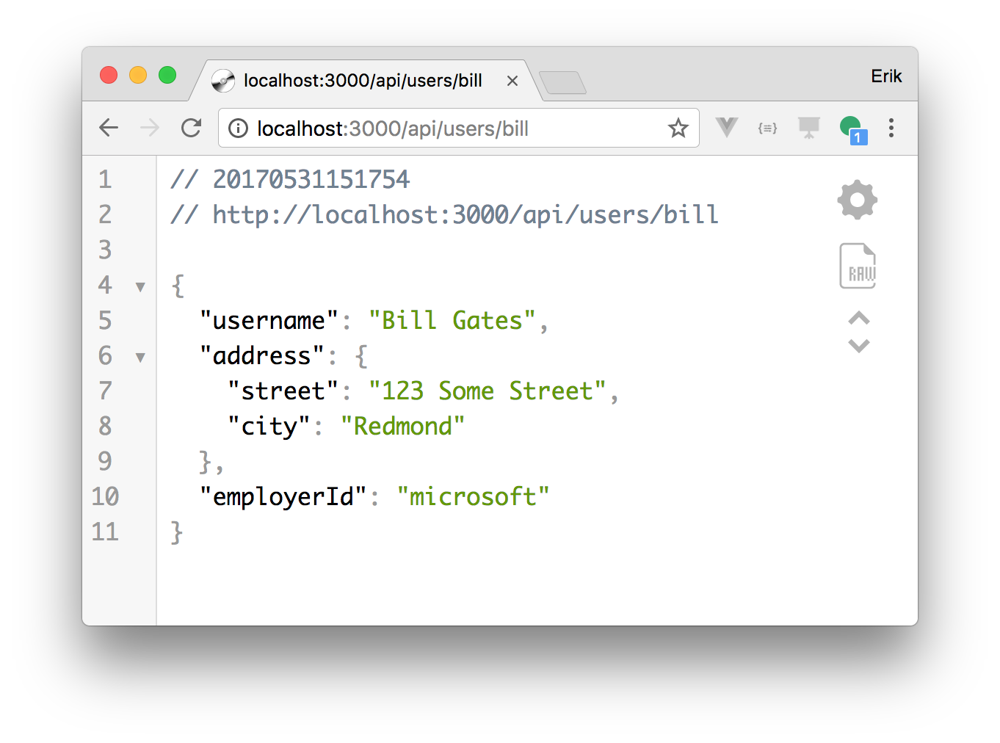 localhost:3000/api/users/bill
Erik
localhost:3000/api/users/bill
1
1 // 20170531151754
2 // http://localhost:3000/api/users/bill
3
4 {
5 "username": "Bill Gates",
6 "address": {
7 "street": "123 Some Street",
8 "city": "Redmond"
9 },
10 "employerId": "microsoft"
11 }
RAW